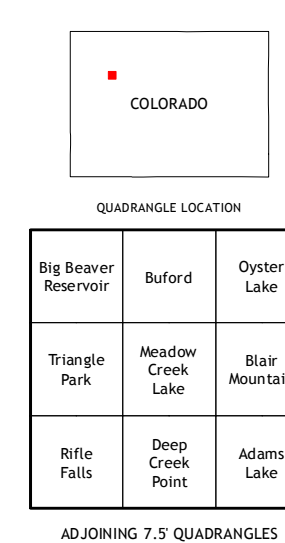 COLORADO
QUADRANGLE LOCATION
Big Beaver
Reservoir
Buford
Oyster
Lake
Triangle
Park
Meadow
Creek
Lake
Blair
Mountai
Rifle
Falls
Deep
Creek
Point
Adams
Lake
ADJOINING 7.5' QUADRANGLES